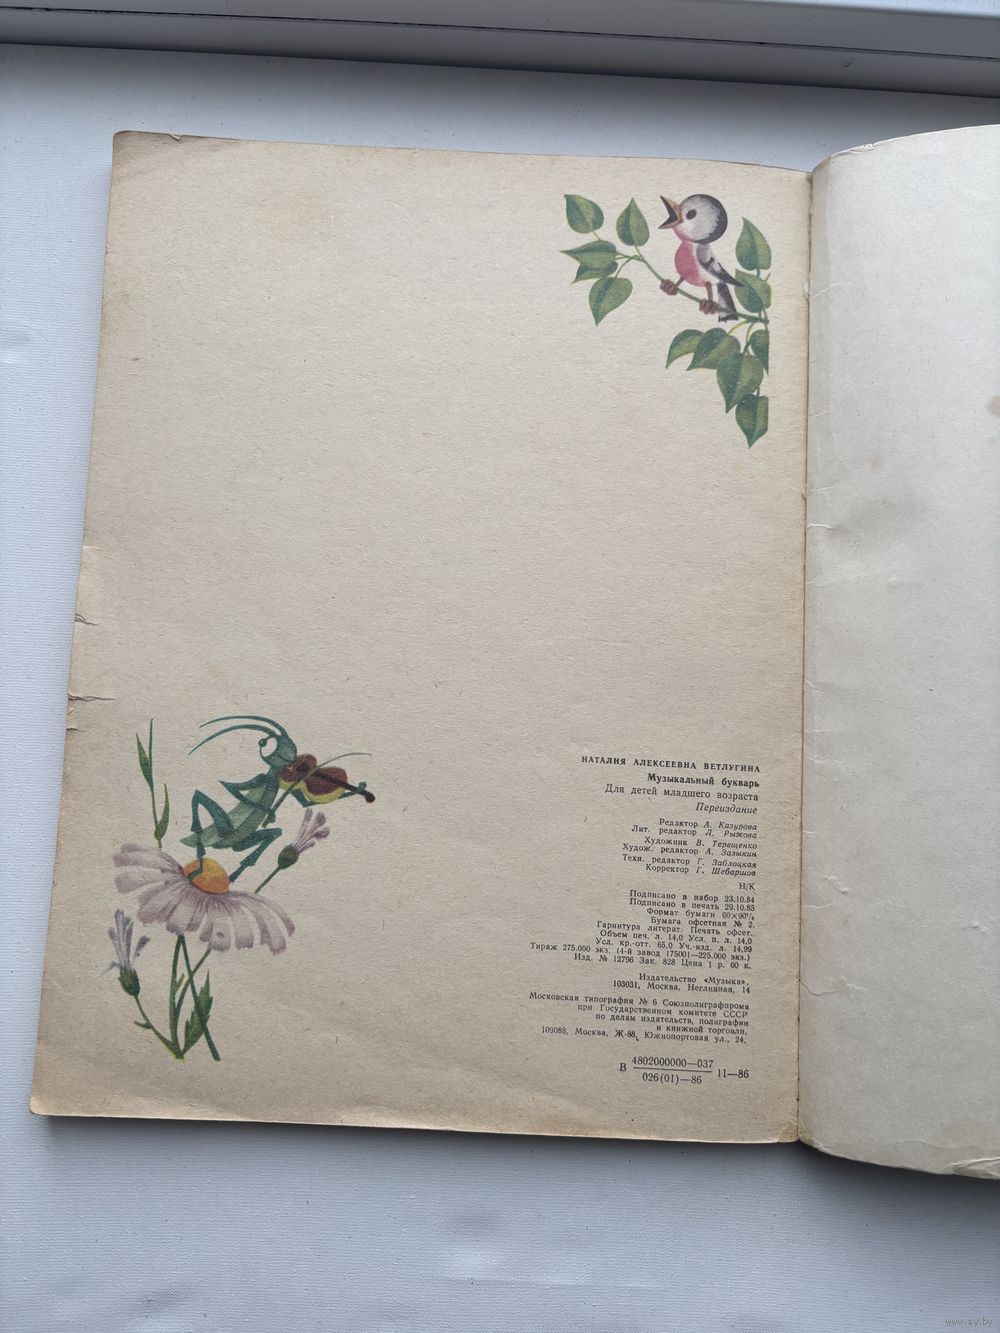 НАТАЛИЯ АЛЕКСЕЕВНА ВЕТЛУГИНА
Музыкальный букварь
Для детей младшего возраста
Переиздание
Редактор А. Казурова
Лит. редактор Л. Рыжова
Художник В. Терещенко
Худож. редактор А. Зазыкин
Техн. редактор Г. Заблоцкая
Корректор Г. Шебаршов
Н/К
Подписано в набор 23.10.84
Подписано в печать 29.10.85
Формат бумаги 60×90⅛
Бумага офсетная № 2.
Гарнитура литерат. Печать офсет.
Объем печ. л. 14,0 Усл. п. л. 14,0
Усл. кр.-отт. 65,0 Уч.-изд. л. 14,99
Тираж 275.000 экз. (4-й завод 175001—225.000 экз.)
Изд. № 12796 Зак. 828 Цена 1 р. 60 к.
Издательство «Музыка»,
103031, Москва, Неглинная, 14
Московская типография № 6 Союзполиграфпрома
при Государственном комитете СССР
по делам издательств, полиграфии
и книжной торговли,
109088, Москва, Ж-88, Южнопортовая ул., 24.
В 4802000000—037
026(01)—86 11—86
www.ay.by